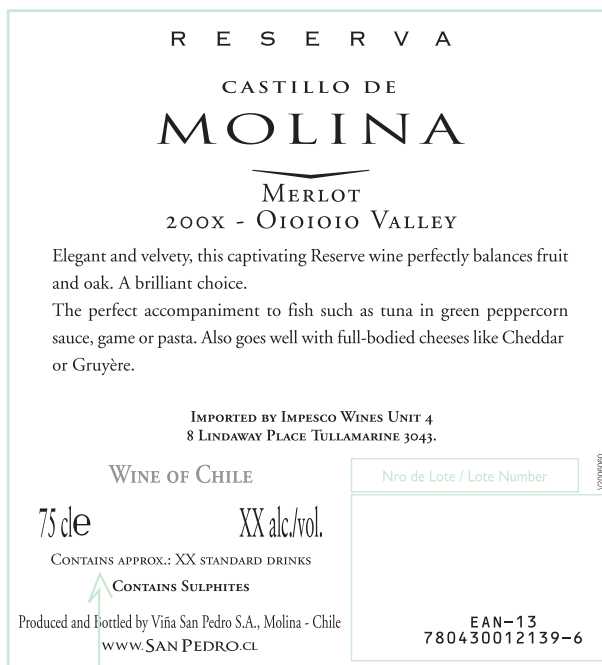 RESERVA
CASTILLO DE
MOLINA
MERLOT
200X - OIOIOIO VALLEY
Elegant and velvety, this captivating Reserve wine perfectly balances fruit
and oak. A brilliant choice.
The perfect accompaniment to fish such as tuna in green peppercorn
sauce, game or pasta. Also goes well with full-bodied cheeses like Cheddar
or Gruyère.
IMPORTED BY IMPESCO WINES UNIT 4
8 LINDAWAY PLACE TULLAMARINE 3043.
WINE OF CHILE
Nro de Lote / Lote Number
75 cl e
XX alc./vol.
CONTAINS APPROX.: XX STANDARD DRINKS
CONTAINS SULPHITES
Produced and Bottled by Viña San Pedro S.A., Molina - Chile
WWW.SANPEDRO.CL
EAN-13
780430012139-6